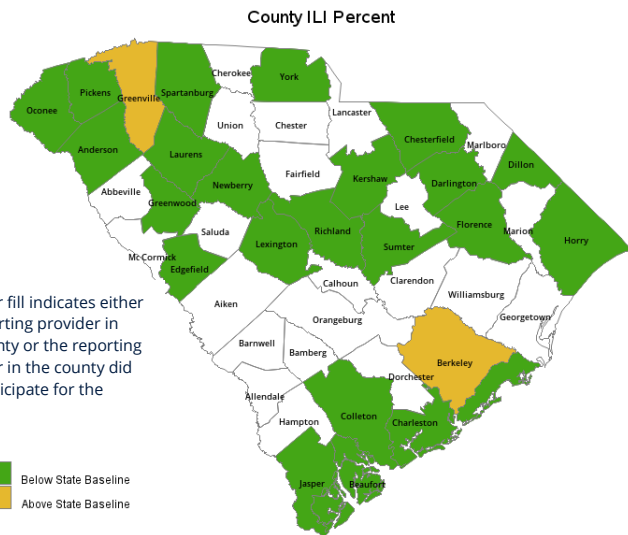 County ILI Percent
Cherokee
York
Pickens
Greenville
Spartanburg
Oconee
Lancaster
Union
Chester
Chesterfield
Marlboro
Anderson
Laurens
Dillon
Fairfield
Kershaw
Darlington
Abbeville
Newberry
Greenwood
Lee
Florence
Marion
Saluda
Richland
Horry
Lexington
Sumter
Mc Cormick
Edgefield
Calhoun
Clarendon
Williamsburg
Aiken
Georgetown
Orangeburg
Barnwell
Bamberg
Berkeley
Dorchester
Allendale
Colleton
Charleston
Hampton
Jasper
Beaufort
r fill indicates either
rting provider in
nty or the reporting
r in the county did
ticipate for the
Below State Baseline
Above State Baseline